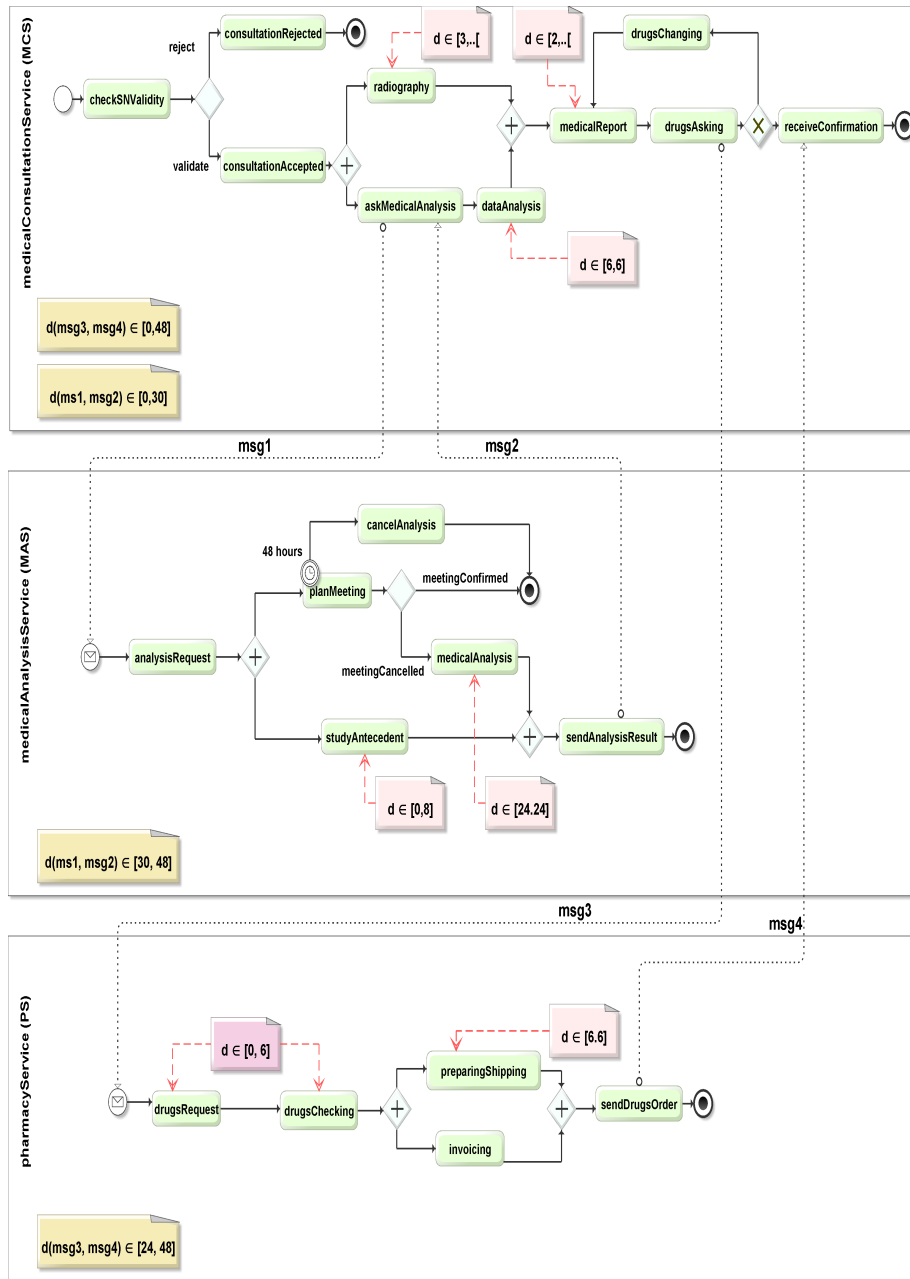 medicalConsultationService (MCS)
reject
consultationRejected
d ∈ [3,..[
d ∈ [2,..[
drugsChanging
checkSNValidity
radiography
medicalReport
drugsAsking
receiveConfirmation
validate
consultationAccepted
askMedicalAnalysis
dataAnalysis
d ∈ [6,6]
d(msg3, msg4) ∈ [0,48]
d(ms1, msg2) ∈ [0,30]
msg1
msg2
medicalAnalysisService (MAS)
cancelAnalysis
48 hours
planMeeting
meetingConfirmed
analysisRequest
meetingCancelled
medicalAnalysis
studyAntecedent
sendAnalysisResult
d ∈ [0,8]
d ∈ [24.24]
d(ms1, msg2) ∈ [30, 48]
msg3
msg4
pharmacyService (PS)
d ∈ [0, 6]
d ∈ [6.6]
preparingShipping
drugsRequest
drugsChecking
sendDrugsOrder
invoicing
d(msg3, msg4) ∈ [24, 48]